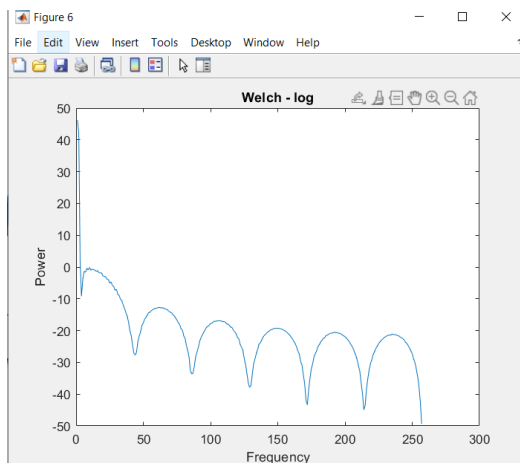 Figure 6
File Edit View Insert Tools Desktop Window Help
Welch - log
50
40
30
20
10
0
-10
-20
-30
-40
-50
Power
0 50 100 150 200 250 300
Frequency